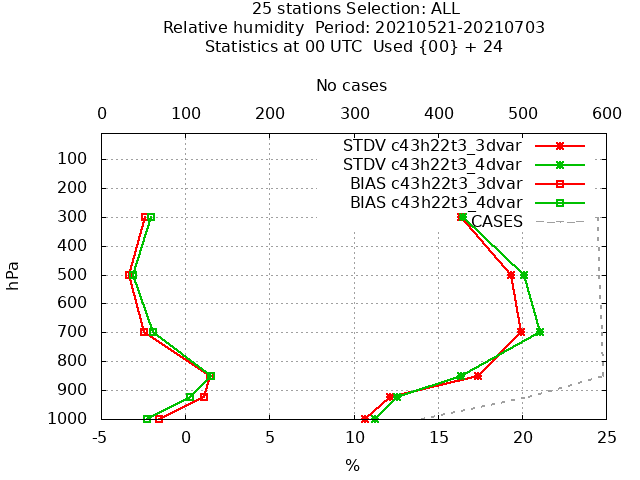 25 stations Selection: ALL
Relative humidity  Period: 20210521-20210703
Statistics at 00 UTC  Used {00} + 24
No cases
0 100 200 300 400 500 600
STDV c43h22t3_3dvar
STDV c43h22t3_4dvar
BIAS c43h22t3_3dvar
BIAS c43h22t3_4dvar
CASES
hPa
100
200
300
400
500
600
700
800
900
1000
-5 0 5 10 15 20 25
%